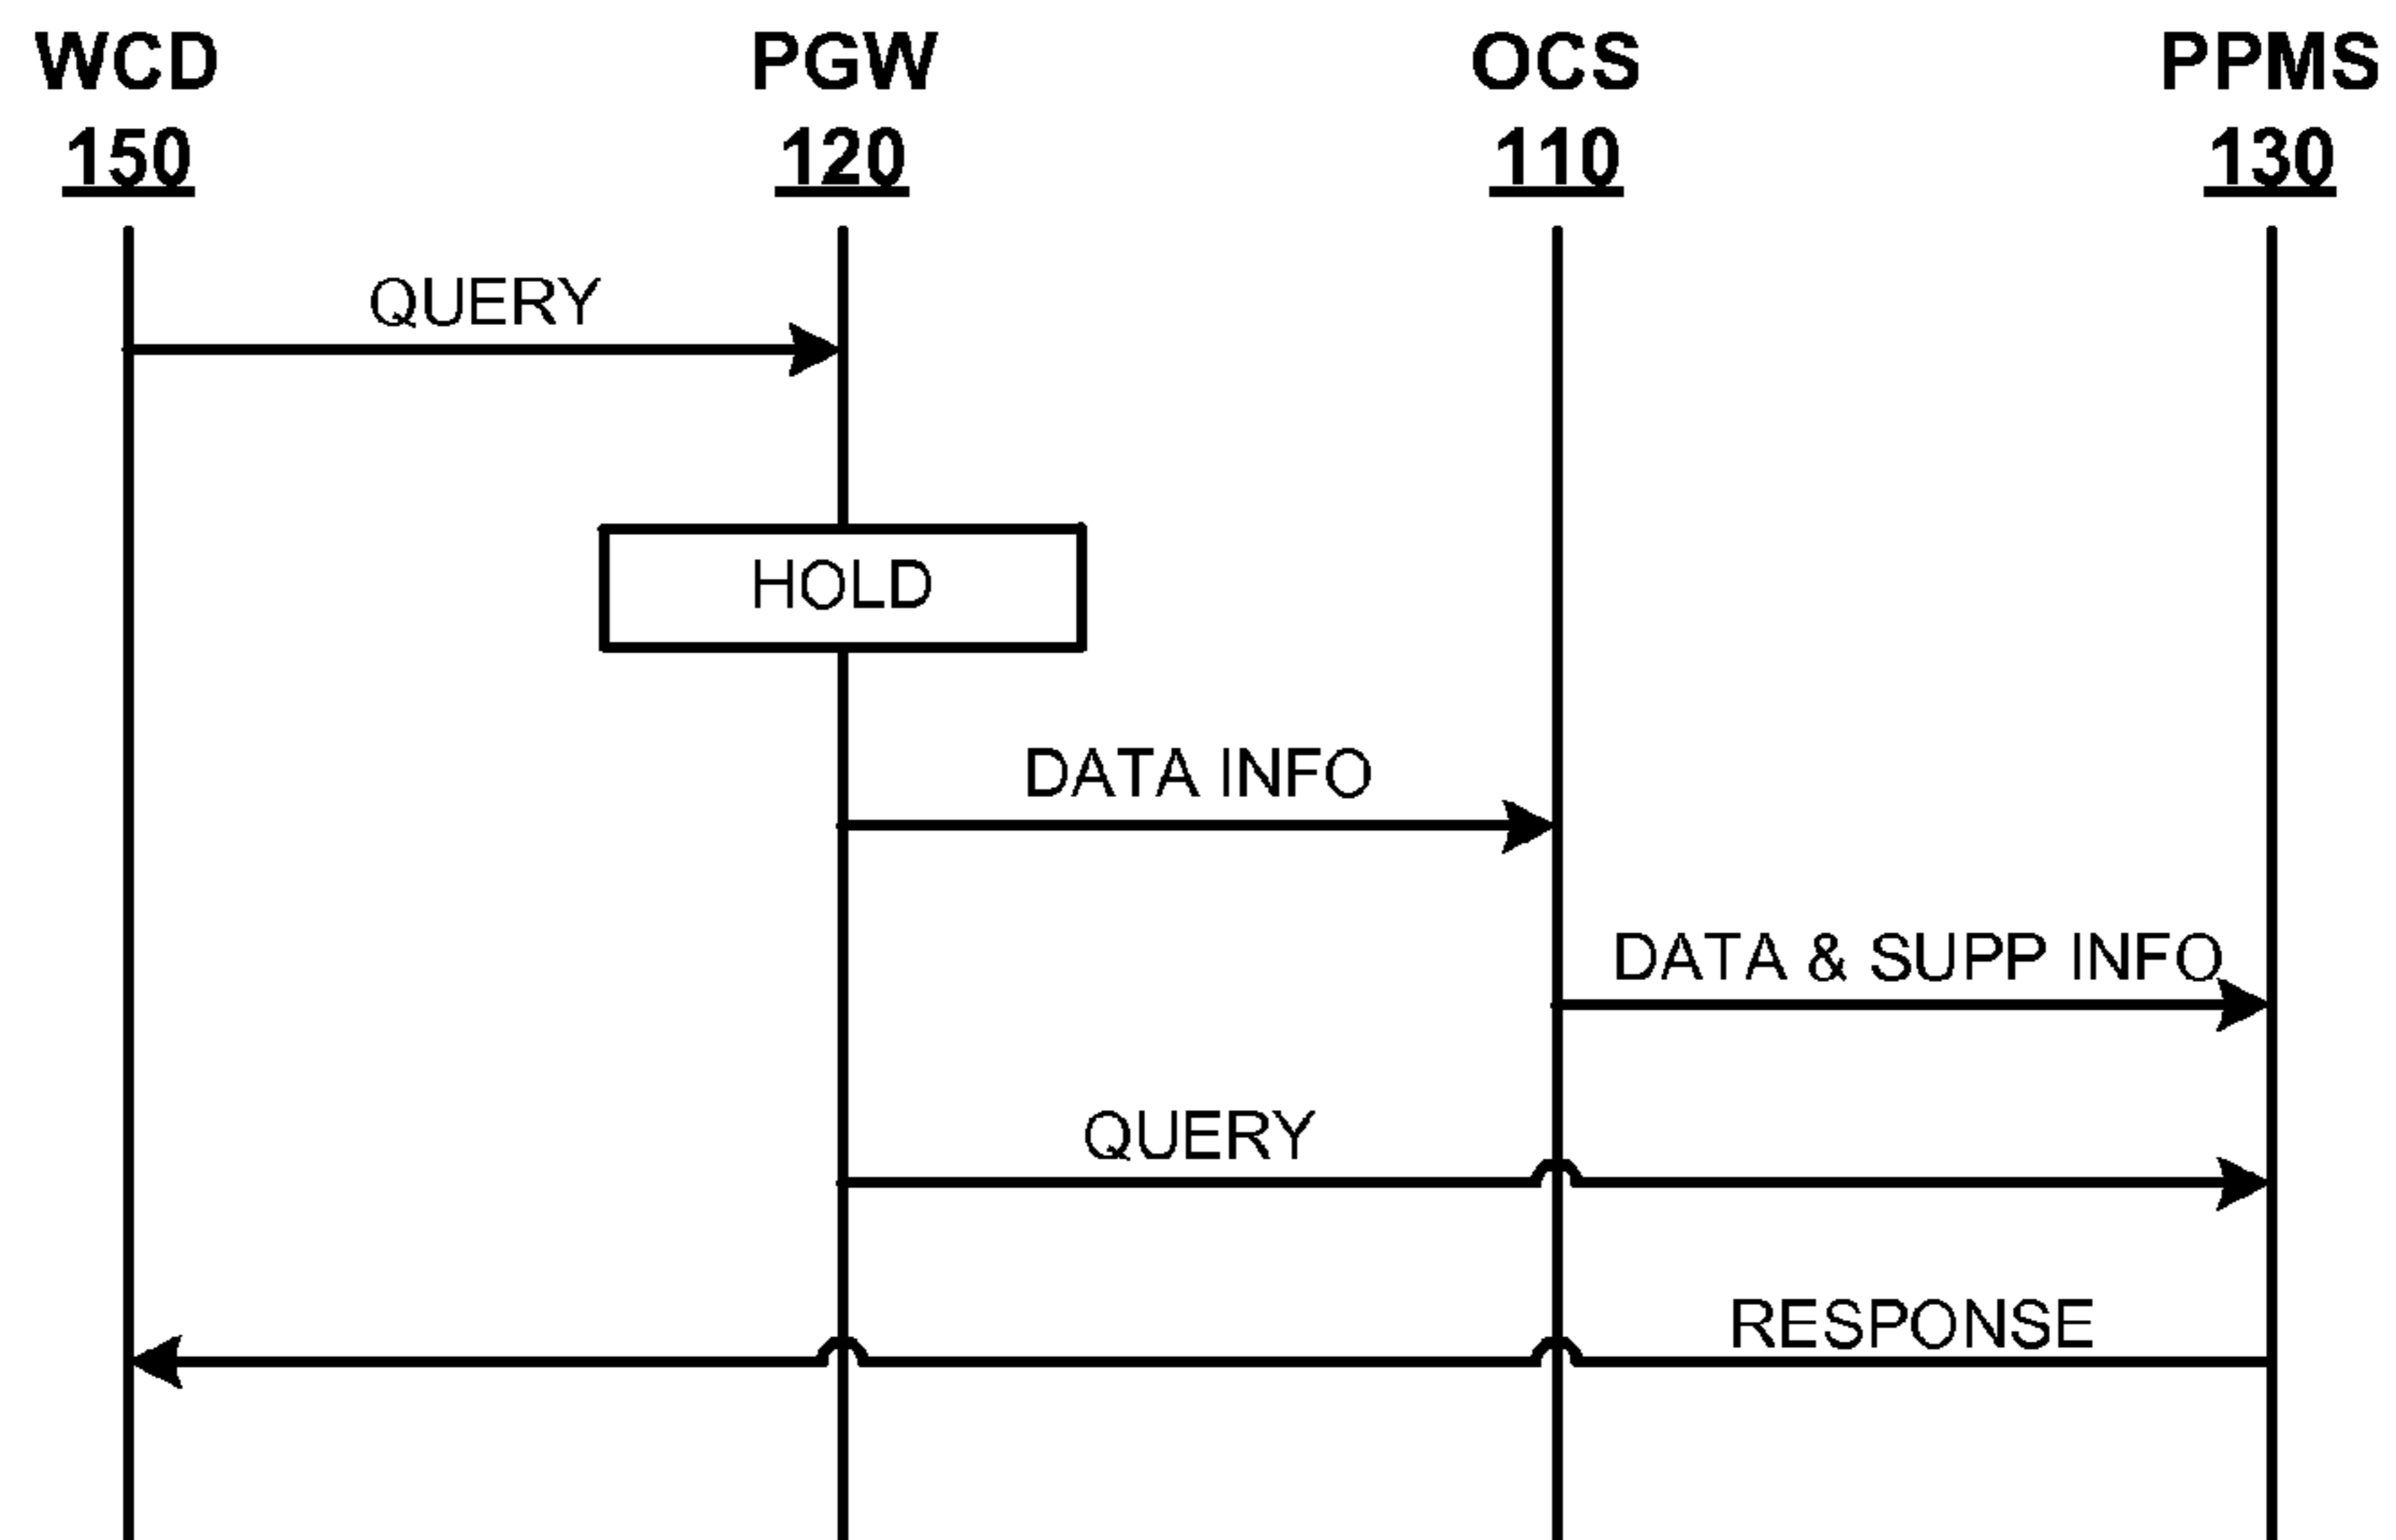 WCD PGW OCS PPMS
150 120 110 130
QUERY
HOLD
DATA INFO
DATA & SUPP INFO
QUERY
RESPONSE